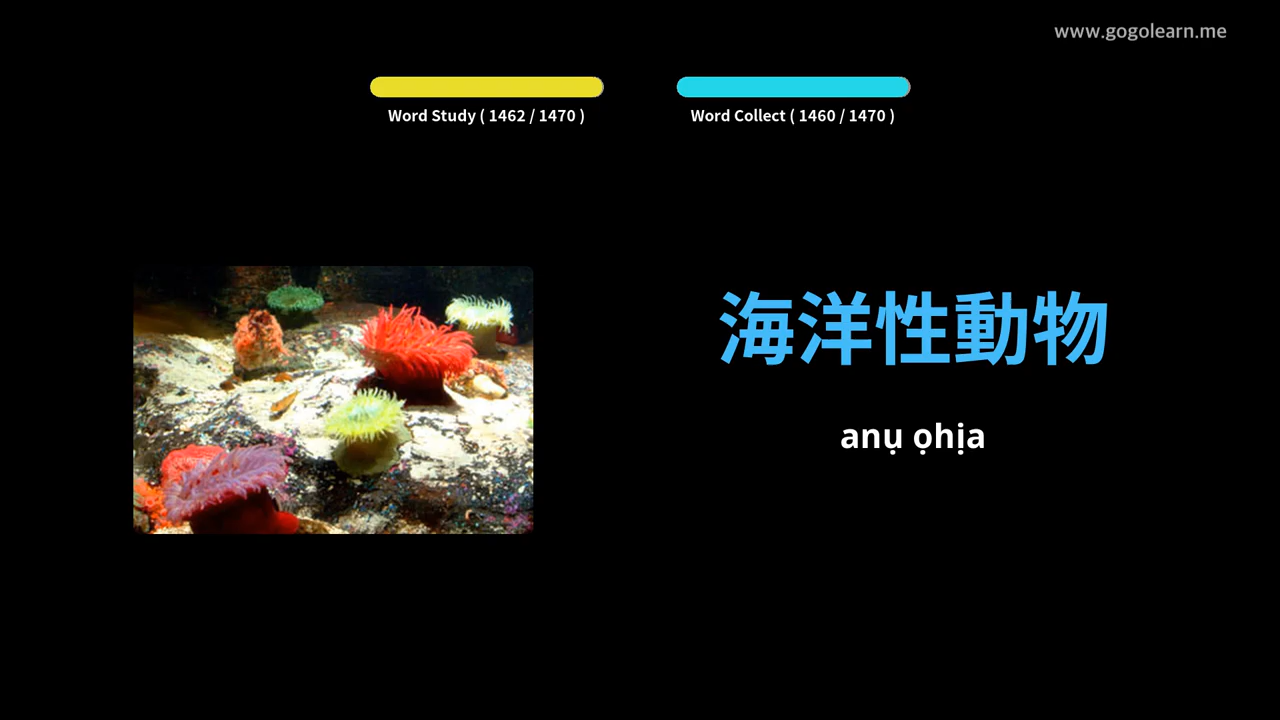 www.gogolearn.me
Word Study ( 1462 / 1470 )
Word Collect ( 1460 / 1470 )
海洋性動物
anụ ọhịa